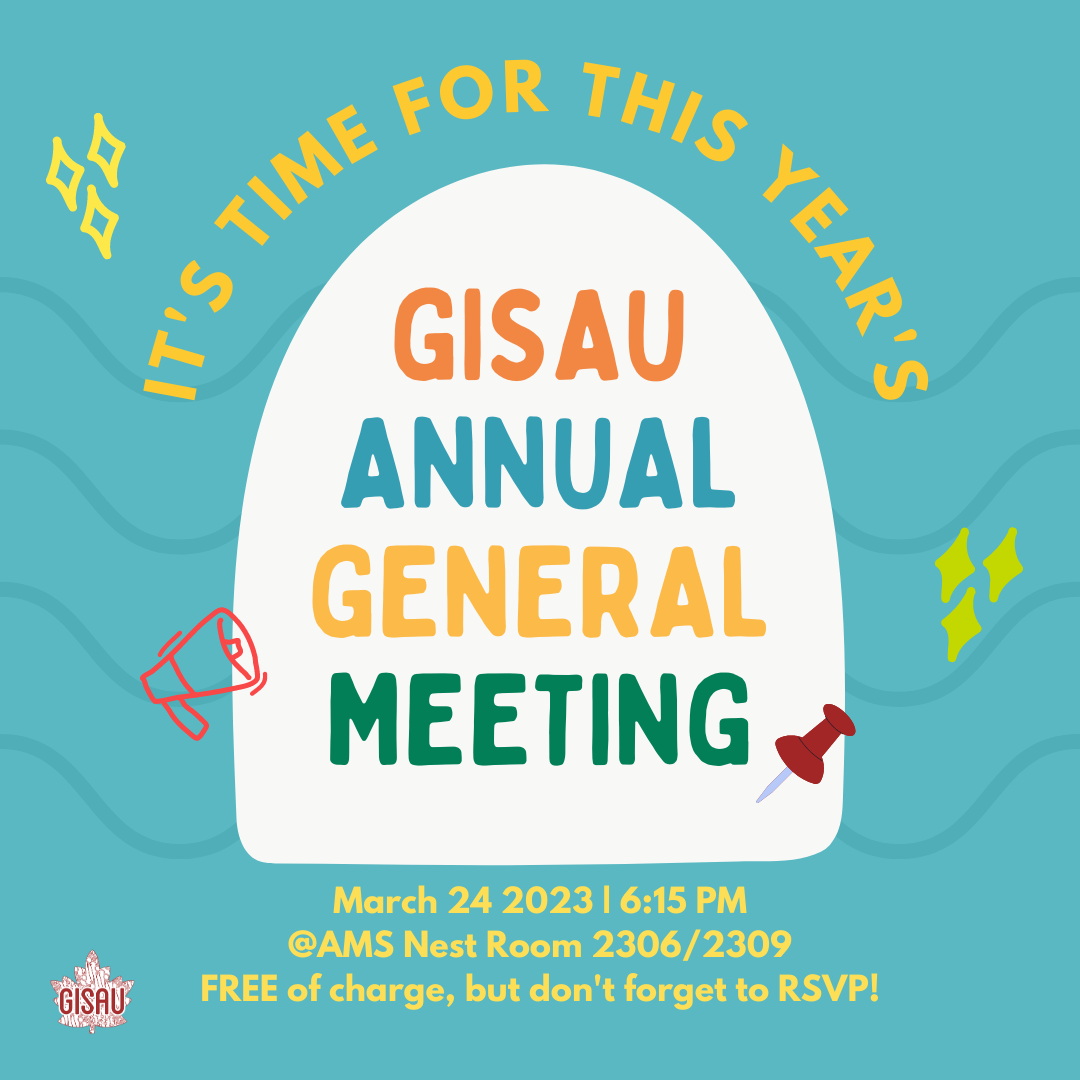 IT'S TIME FOR THIS YEAR'S
GISAU
ANNUAL
GENERAL
MEETING
March 24 2023 | 6:15 PM
@AMS Nest Room 2306/2309
FREE of charge, but don't forget to RSVP!
GISAU